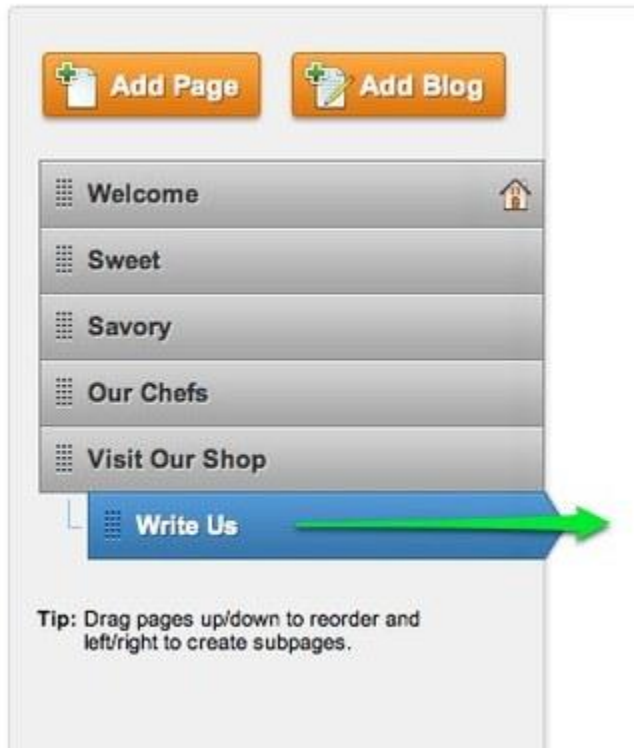 Add Page
Add Blog
Welcome
Sweet
Savory
Our Chefs
Visit Our Shop
Write Us
Tip: Drag pages up/down to reorder and
left/right to create subpages.